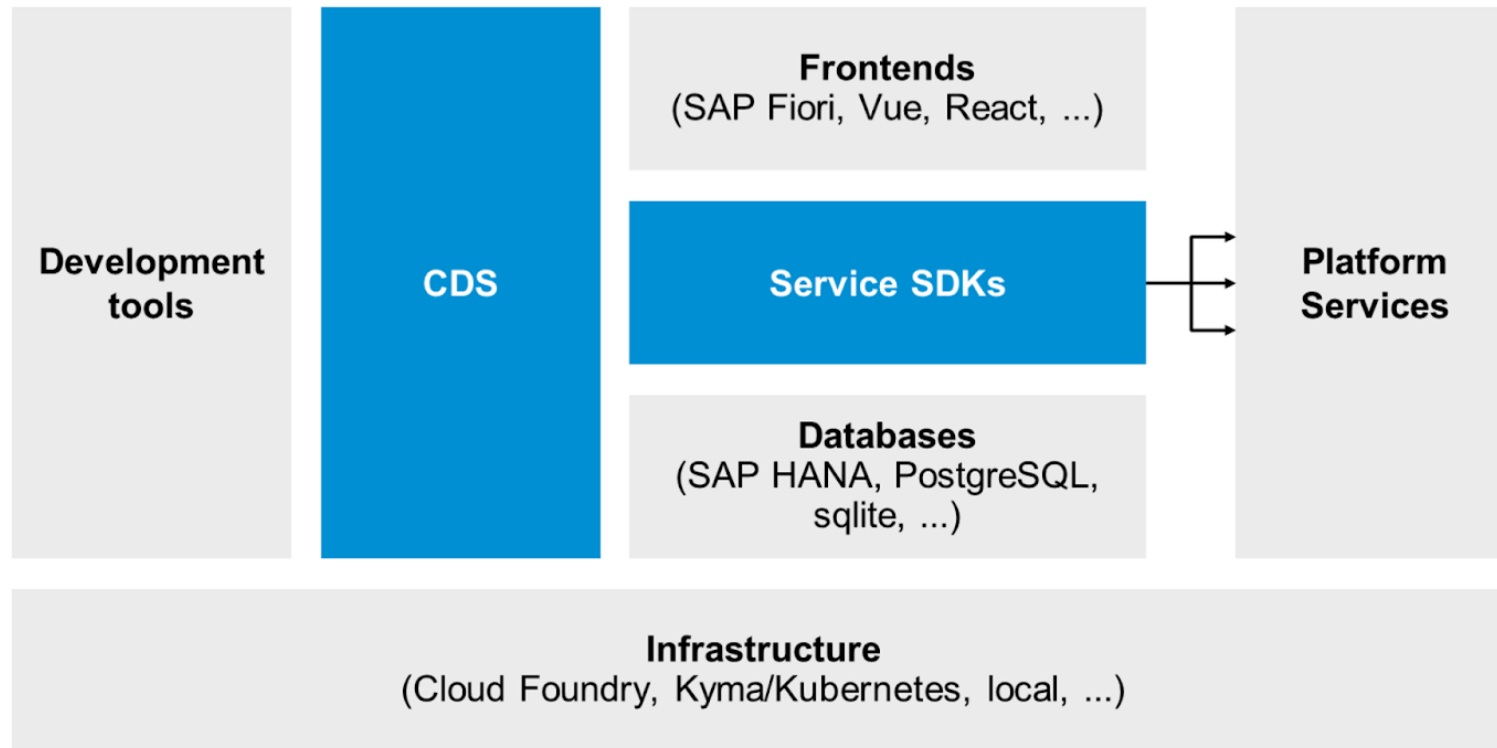 Development
tools
CDS
Frontends
(SAP Fiori, Vue, React, ...)
Service SDKs
Databases
(SAP HANA, PostgreSQL,
sqlite, ...)
Platform
Services
Infrastructure
(Cloud Foundry, Kyma/Kubernetes, local, ...)